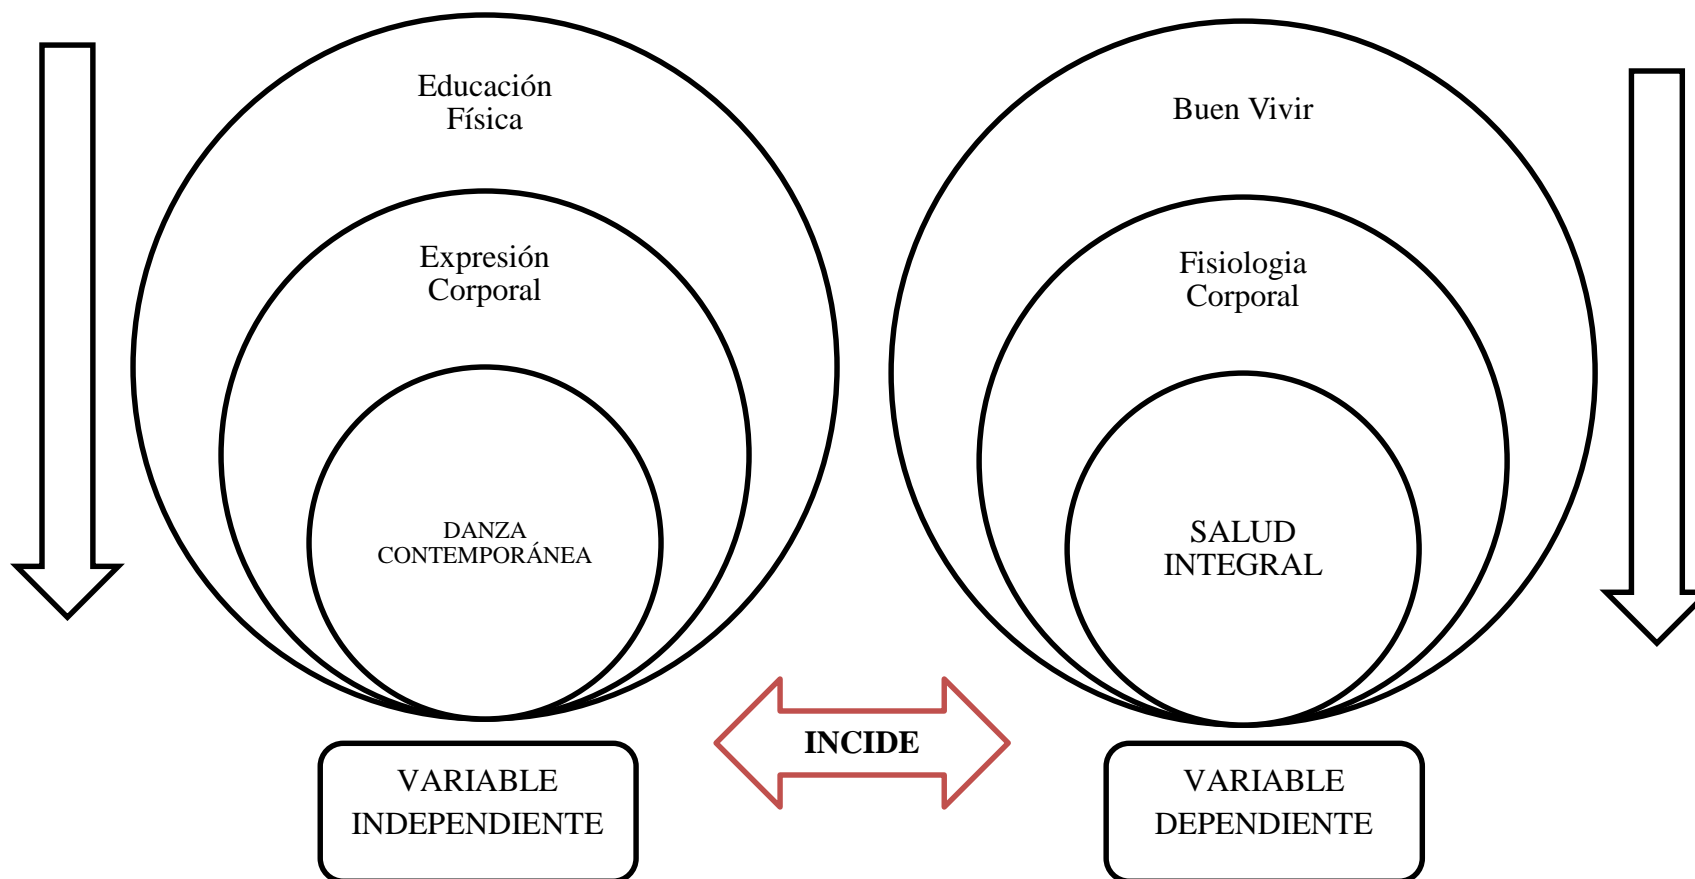 Educación
Física
Expresión
Corporal
DANZA
CONTEMPORÁNEA
Buen Vivir
Fisiologia
Corporal
SALUD
INTEGRAL
INCIDE
VARIABLE
INDEPENDIENTE
VARIABLE
DEPENDIENTE